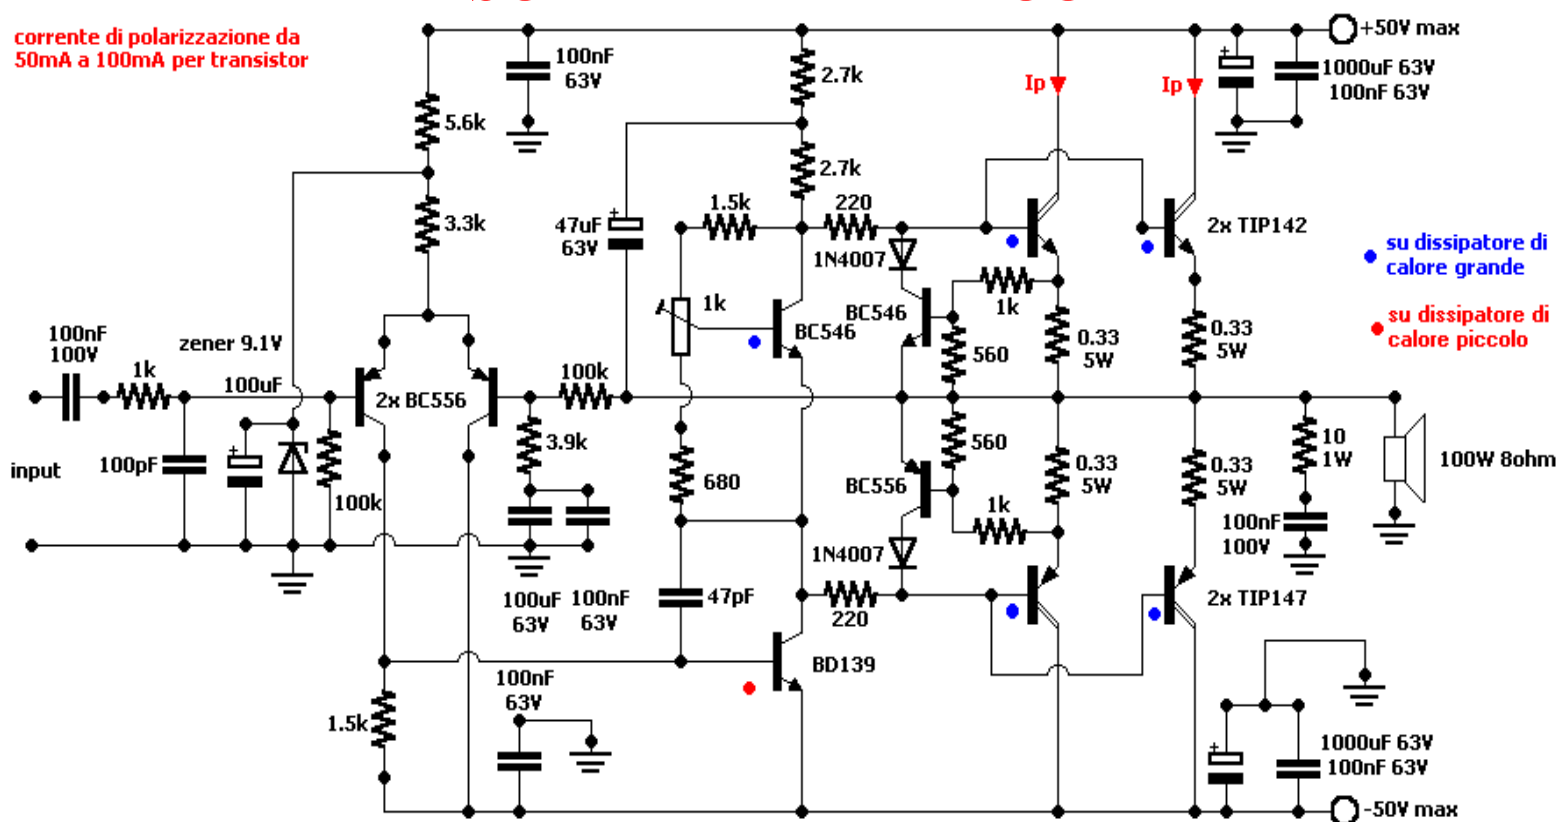 corrente di polarizzazione da
50mA a 100mA per transistor
100nF
63V
5.6k
3.3k
2.7k
2.7k
Ip
Ip
+50V max
1000uF 63V
100nF 63V
1.5k
220
47uF
63V
1N4007
2x TIP142
su dissipatore di
calore grande
1k
BC546
BC546
1k
560
0.33
5W
0.33
5W
su dissipatore di
calore piccolo
100nF
100V
zener 9.1V
1k
100uF
2x BC556
100k
input
100pF
100k
3.9k
680
560
BC556
1k
0.33
5W
0.33
5W
10
1W
100W 8ohm
100nF
100V
1N4007
100uF
63V
100nF
63V
47pF
220
2x TIP147
BD139
100nF
63V
1.5k
1000uF 63V
100nF 63V
-50V max